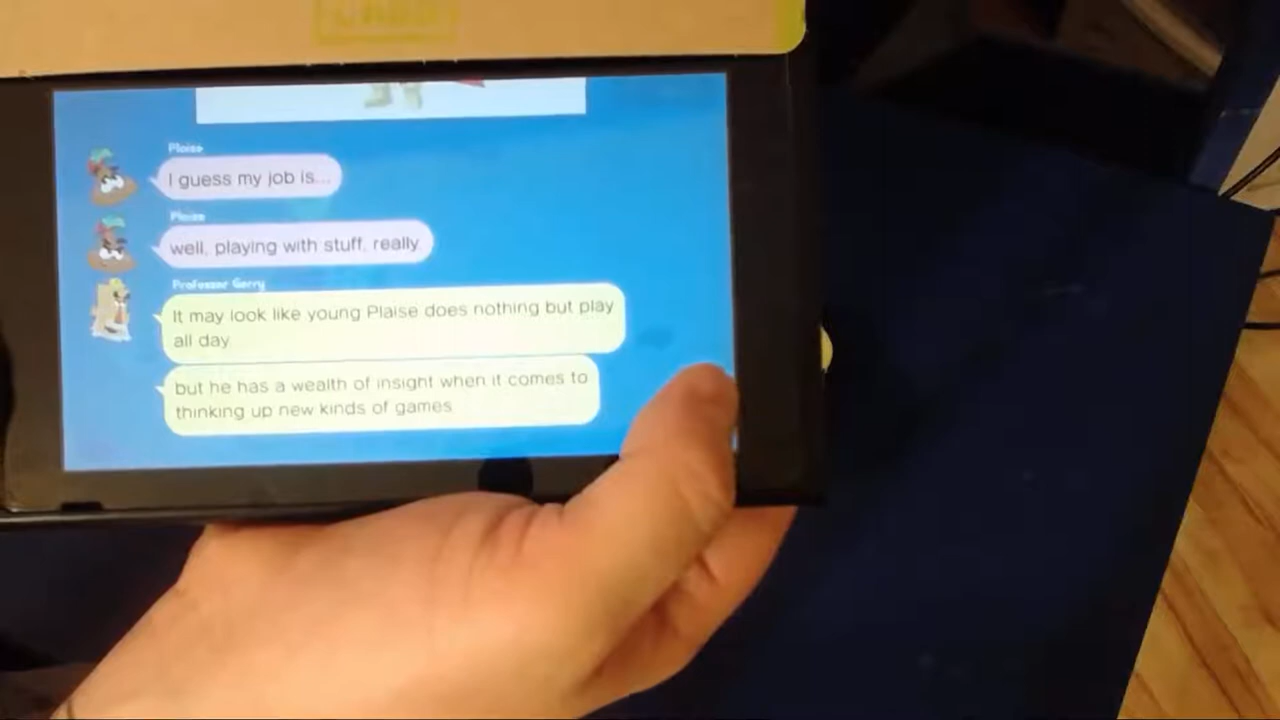 Plaise
I guess my job is...
Plaise
well, playing with stuff, really.
Professor Gerry
It may look like young Plaise does nothing but play
all day
but he has a wealth of insight when it comes to
thinking up new kinds of games